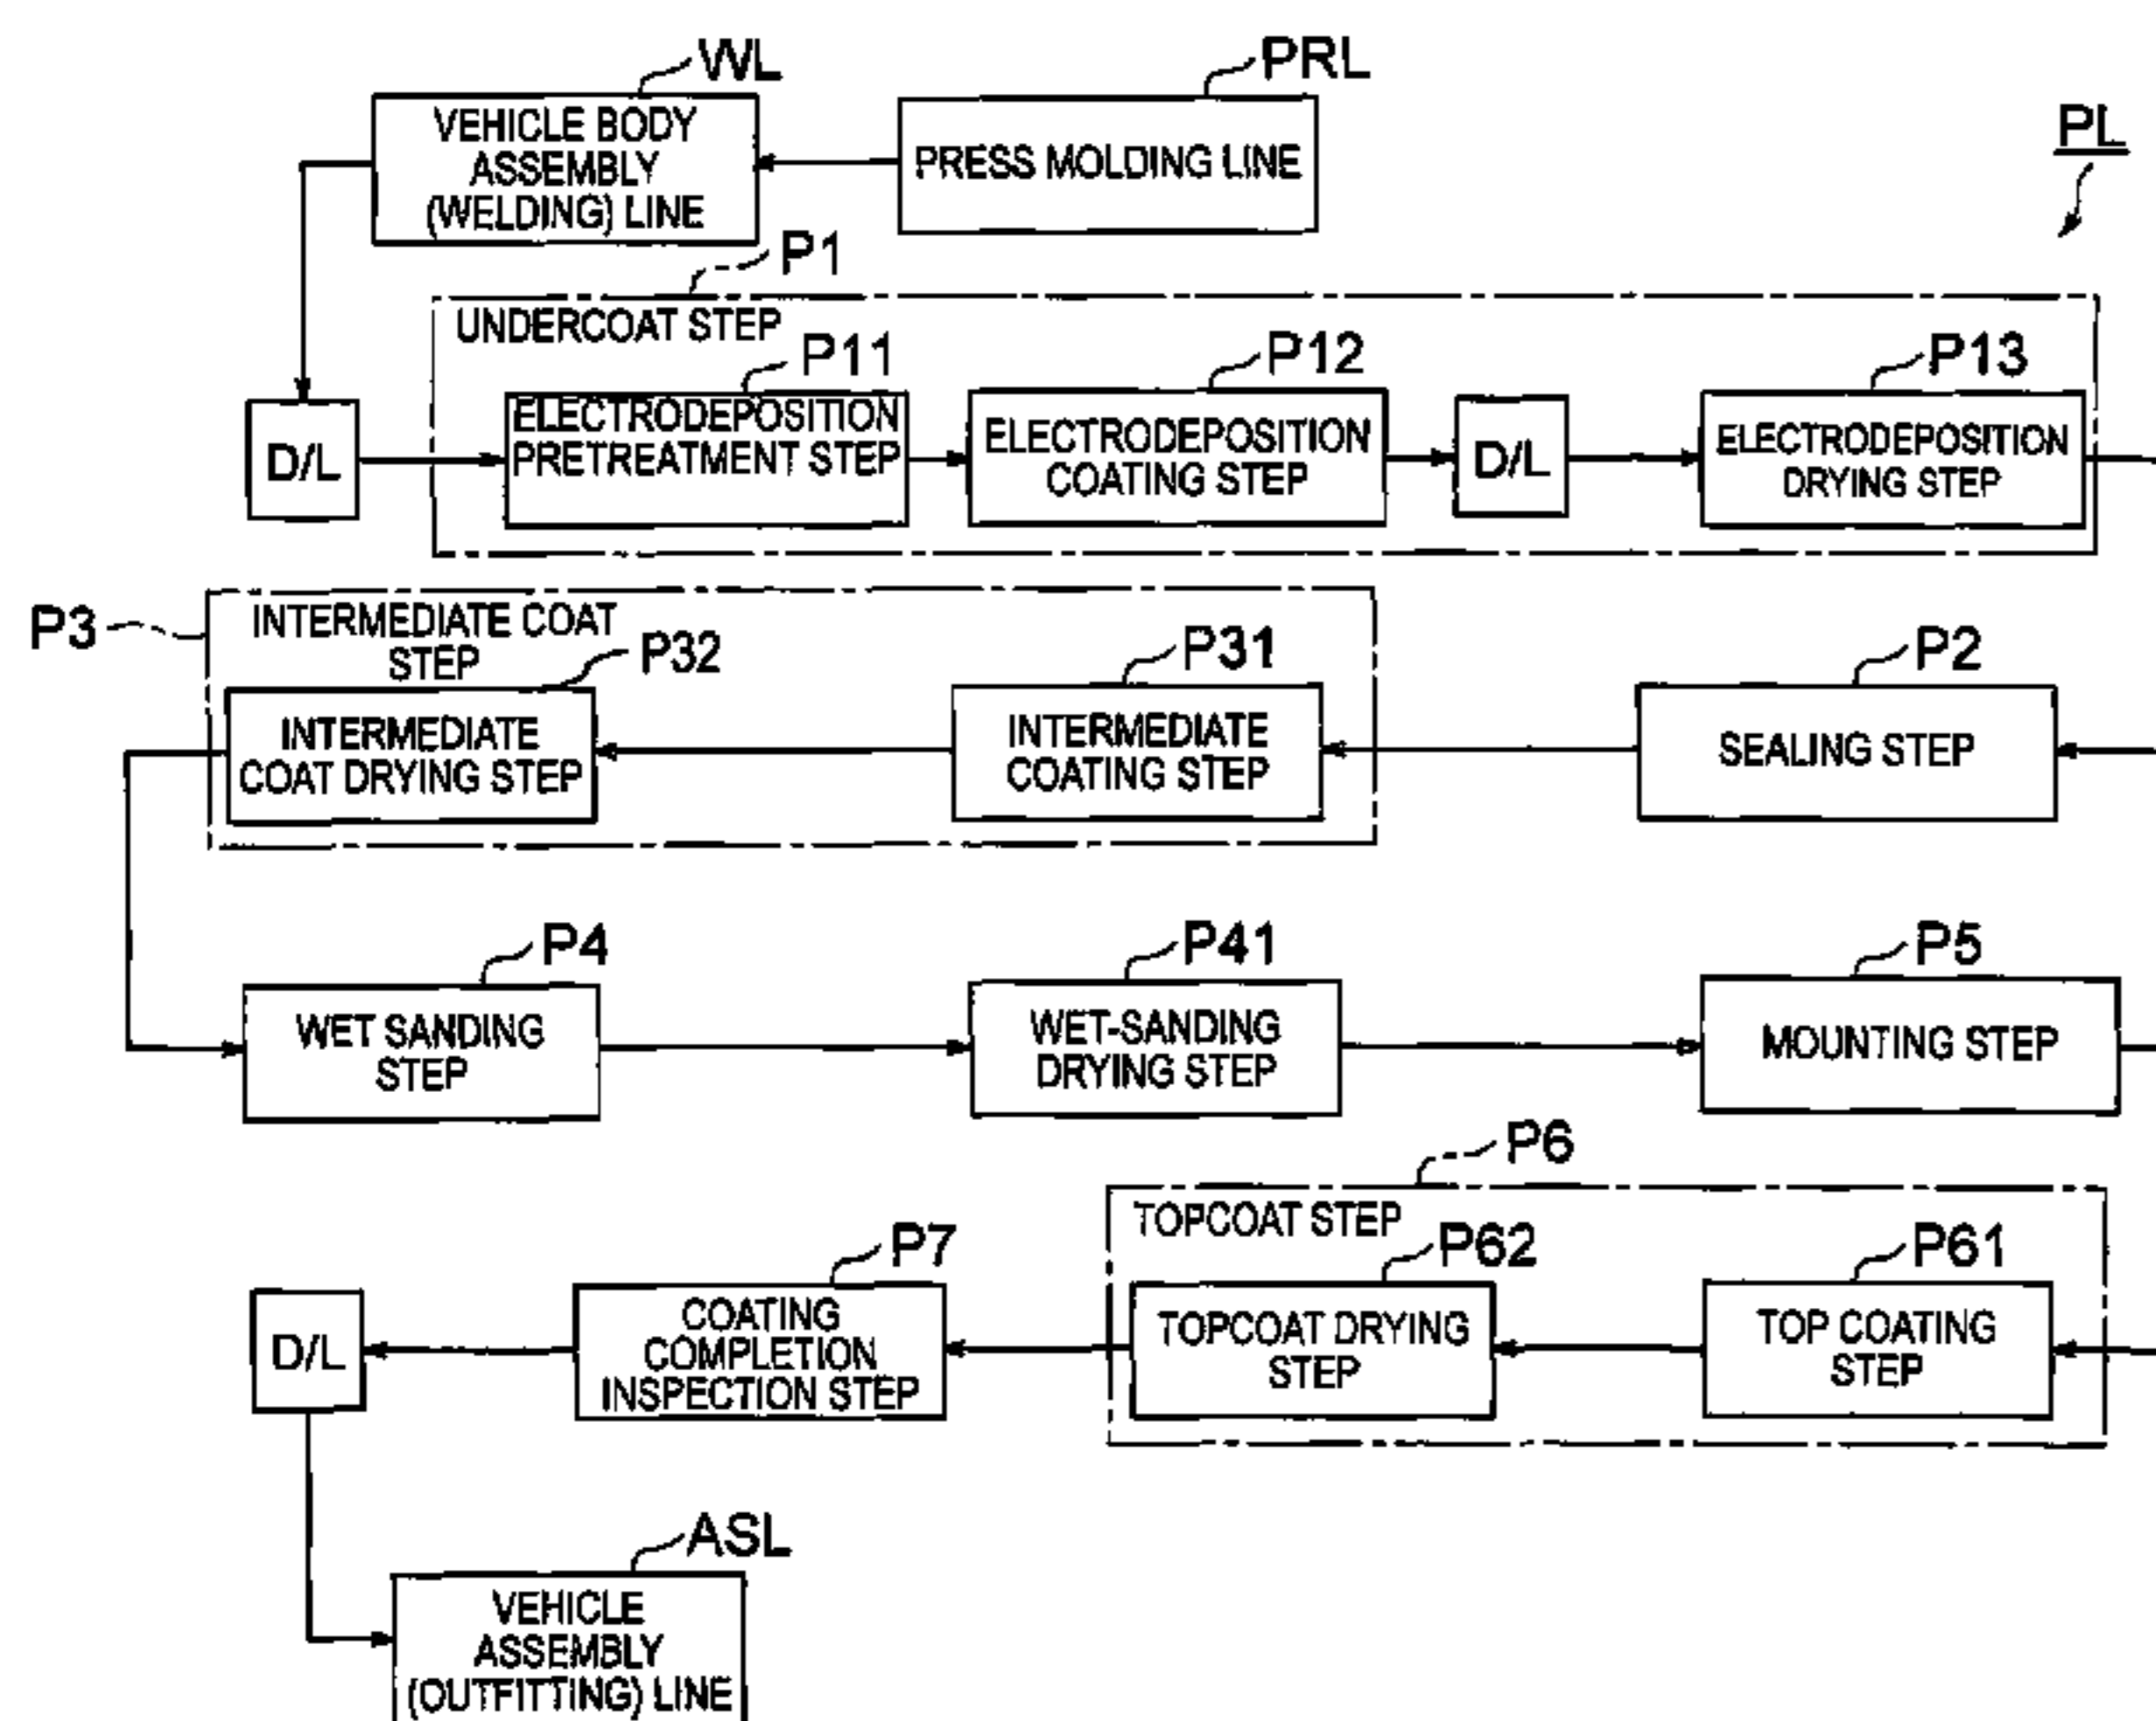 WL
PRL
VEHICLE BODY
ASSEMBLY
(WELDING) LINE
PRESS MOLDING LINE
PL
P1
UNDERCOAT STEP
P11
P12
P13
D/L
ELECTRODEPOSITION
PRETREATMENT STEP
ELECTRODEPOSITION
COATING STEP
D/L
ELECTRODEPOSITION
DRYING STEP
P3
INTERMEDIATE COAT
STEP
P32
P31
P2
INTERMEDIATE
COAT DRYING STEP
INTERMEDIATE
COATING STEP
SEALING STEP
P4
P41
P5
WET SANDING
STEP
WET-SANDING
DRYING STEP
MOUNTING STEP
P6
TOPCOAT STEP
P7
P62
P61
D/L
COATING
COMPLETION
INSPECTION STEP
TOPCOAT DRYING
STEP
TOP COATING
STEP
ASL
VEHICLE
ASSEMBLY
(OUTFITTING) LINE